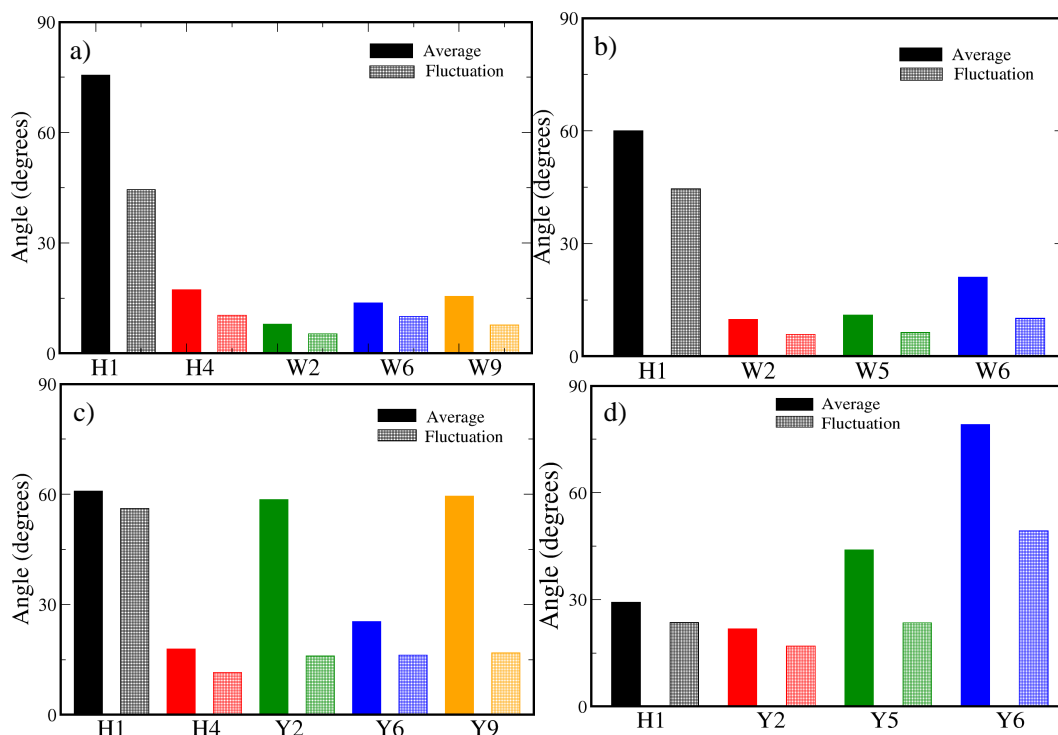 a)
Average
Fluctuation
Angle (degrees)
90
60
30
0
H1 H4 W2 W6 W9
b)
Average
Fluctuation
Angle (degrees)
90
60
30
0
H1 W2 W5 W6
c)
Average
Fluctuation
Angle (degrees)
90
60
30
0
H1 H4 Y2 Y6 Y9
d)
Average
Fluctuation
Angle (degrees)
90
60
30
0
H1 Y2 Y5 Y6